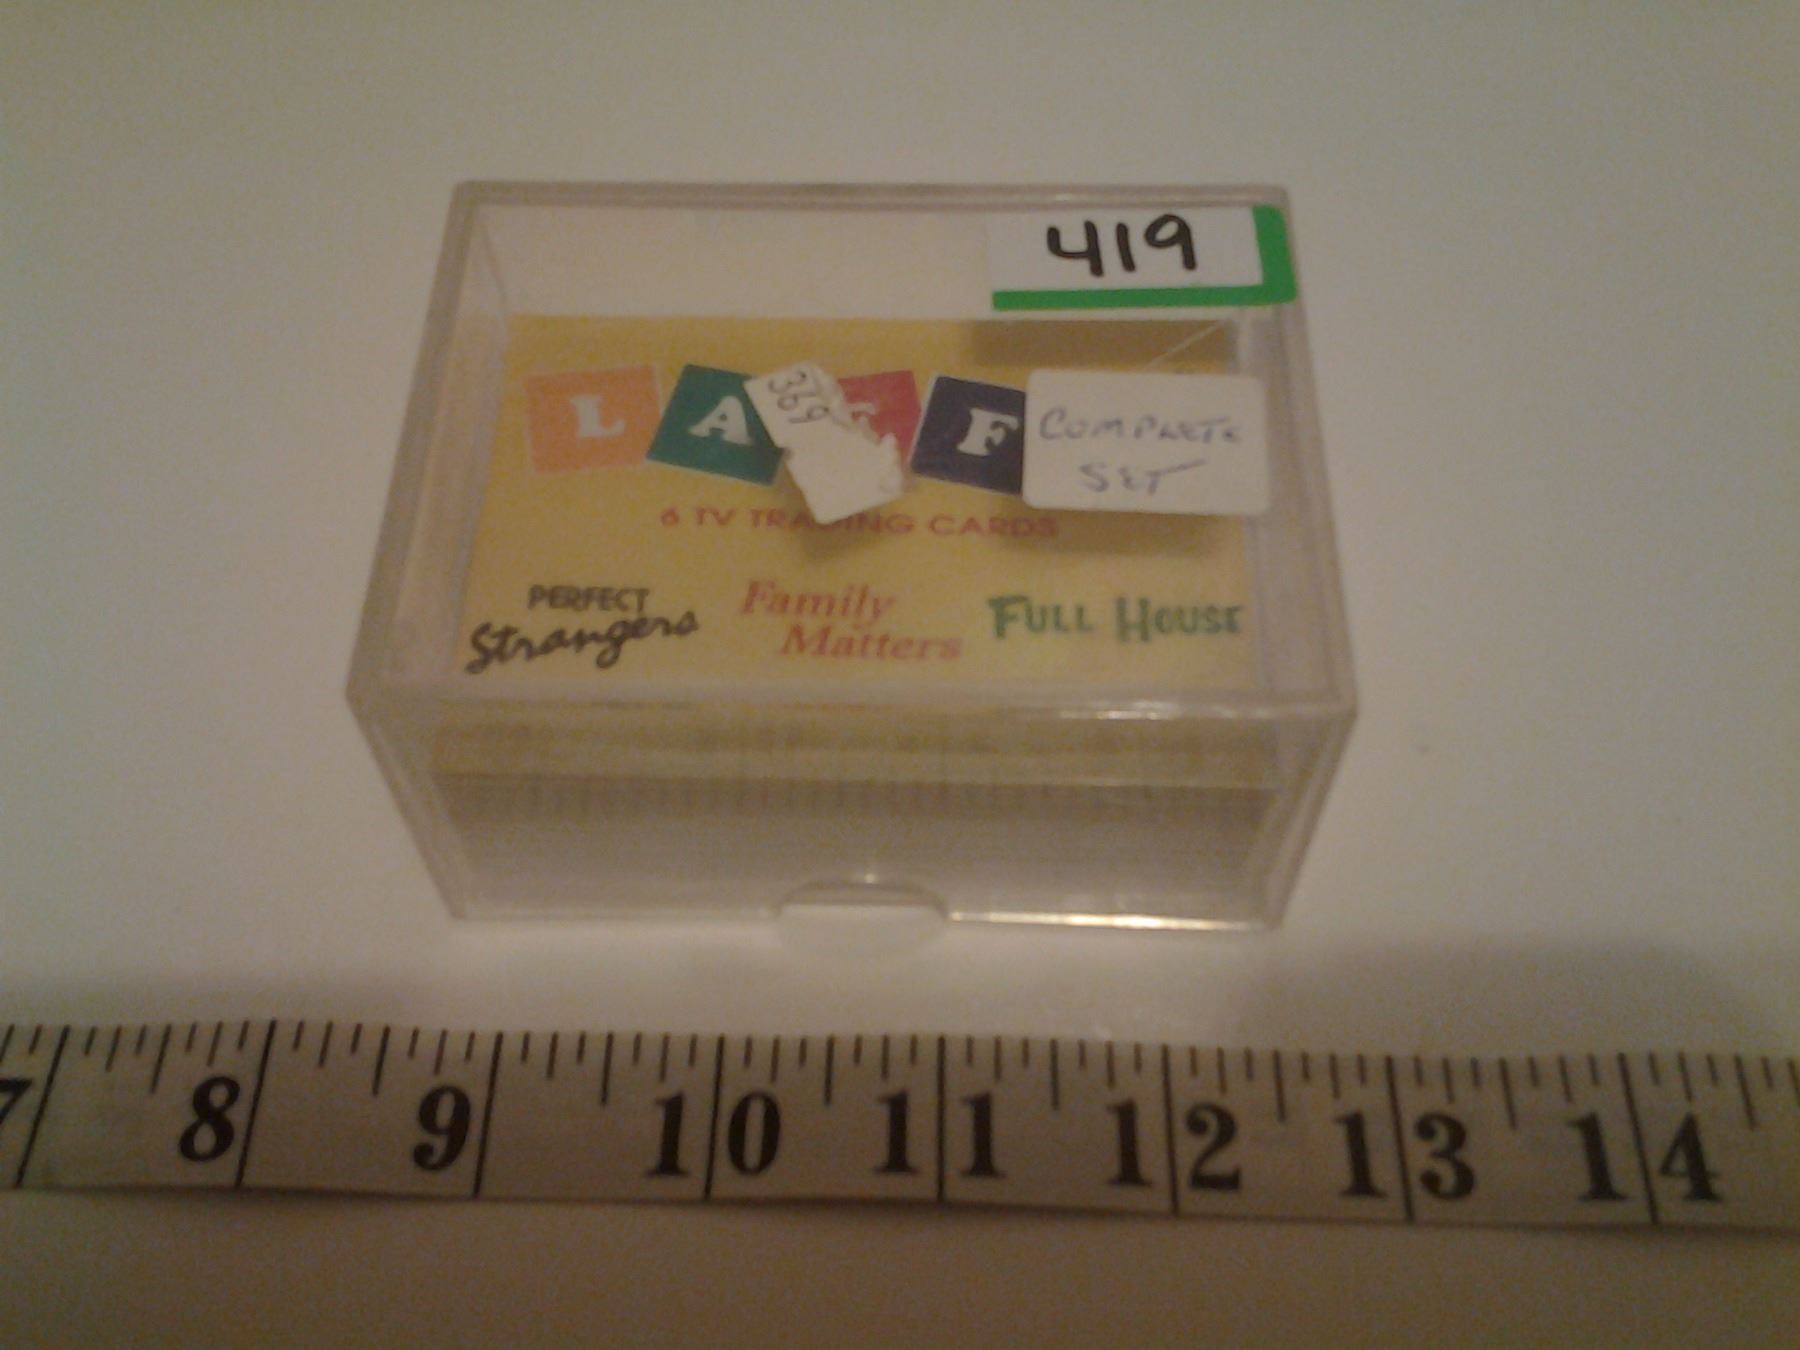 419
L A F F
369
COMPLETE
SET
6 TV TRADING CARDS
PERFECT
Strangers
Family
Matters
FULL HOUSE
7 8 9 10 11 12 13 14